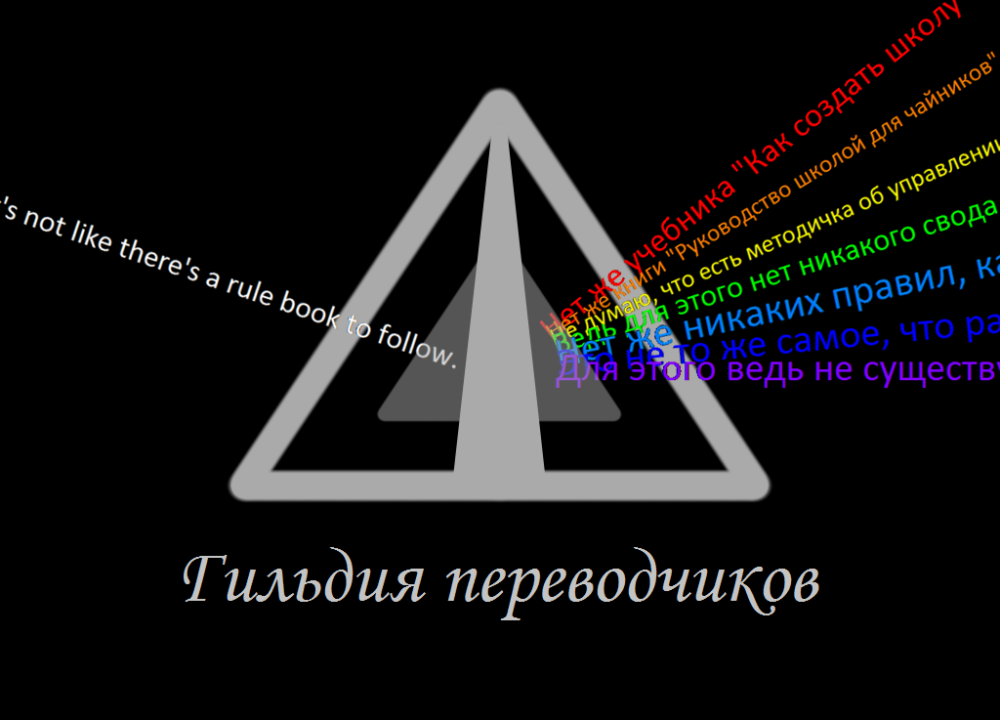 's not like there's a rule book to follow.
Нет же учебника "Как создать школу
Нет же книги "Руководство школой для чайников"
Не думаю, что есть методичка об управлении
Ведь для этого нет никакого свода
Нет же никаких правил, ка
Это не то же самое, что ра
Для этого ведь не существ
Гильдия переводчиков